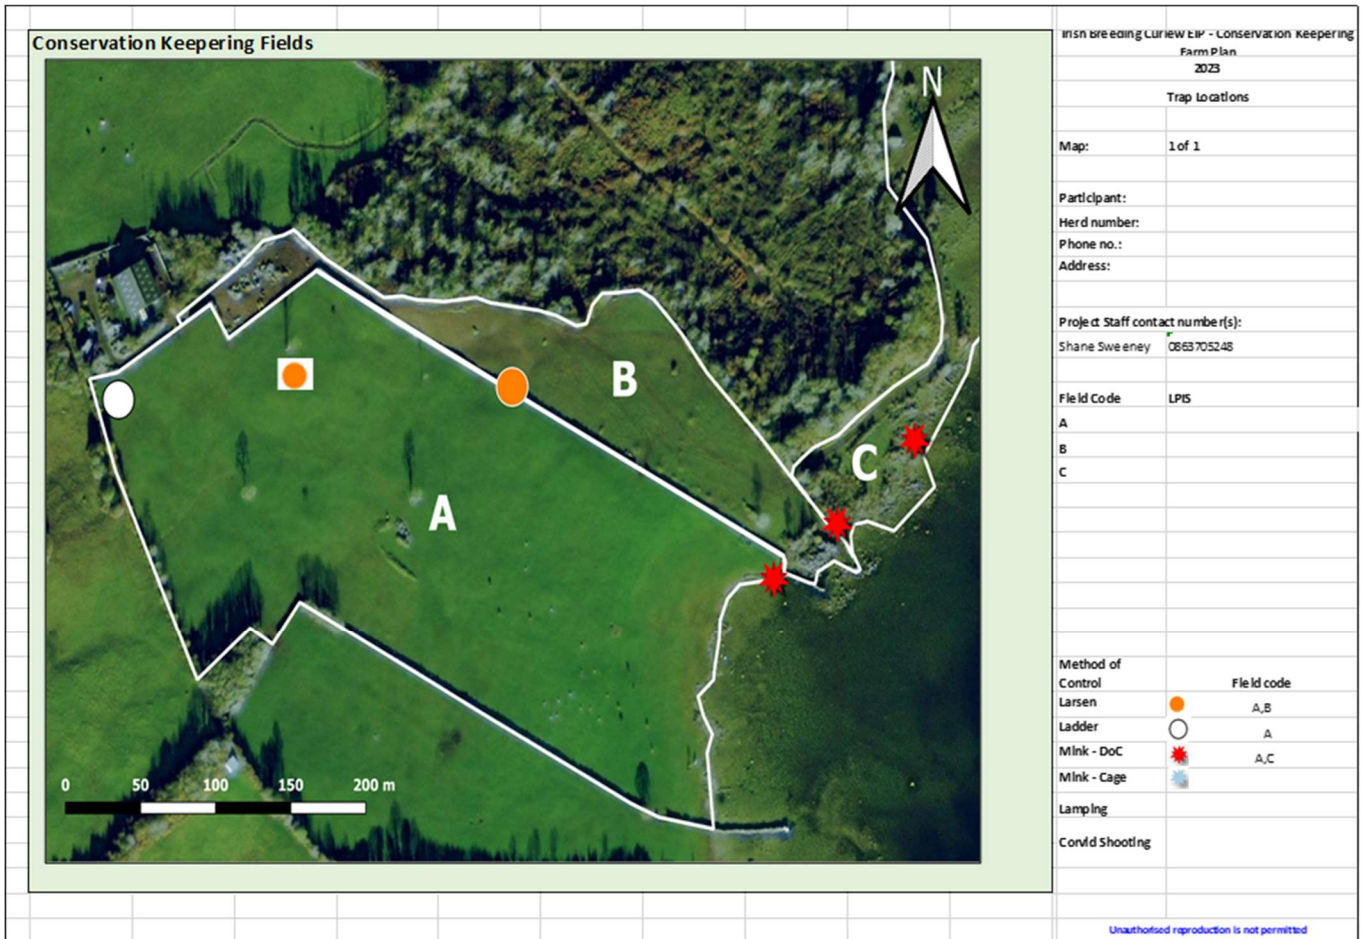 Conservation Keepering Fields
N
B
C
A
0 50 100 150 200 m
Irish Breeding Curlew EIP - Conservation Keepering
Farm Plan
2023
Trap Locations
Map: 1 of 1
Participant:
Herd number:
Phone no.:
Address:
Project Staff contact number(s):
Shane Sweeney 0863705248
Field Code LPIS
A
B
C
Method of
Control Field code
Larsen A,B
Ladder A
Mink - DoC A,C
Mink - Cage
Lamping
Corvid Shooting
Unauthorised reproduction is not permitted